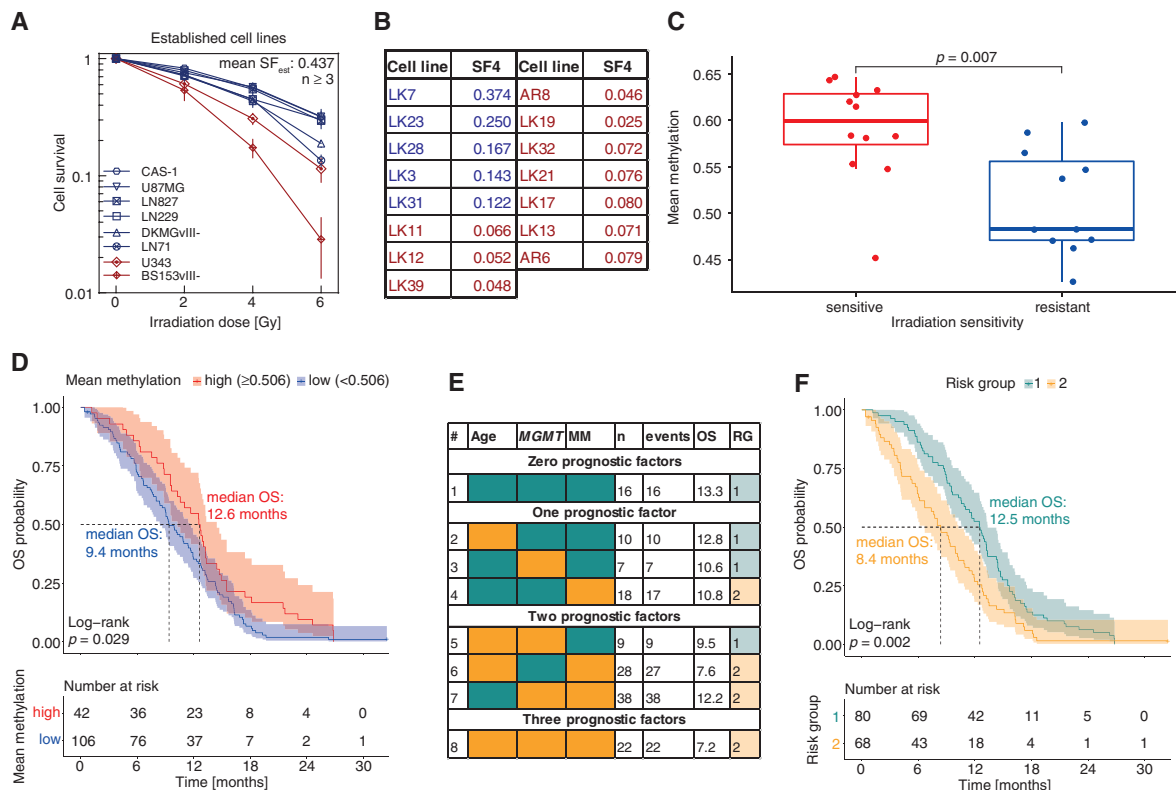 A
Established cell lines
mean SFest: 0.437
n ≥ 3
1
0.1
0.01
Cell survival
CAS-1
U87MG
LN827
LN229
DKMGvIII-
LN71
U343
BS153vIII-
0 2 4 6
Irradiation dose [Gy]
B
Cell line SF4 Cell line SF4
LK7 0.374 AR8 0.046
LK23 0.250 LK19 0.025
LK28 0.167 LK32 0.072
LK3 0.143 LK21 0.076
LK31 0.122 LK17 0.080
LK11 0.066 LK13 0.071
LK12 0.052 AR6 0.079
LK39 0.048
C
p = 0.007
0.65
0.60
0.55
0.50
0.45
Mean methylation
sensitive resistant
Irradiation sensitivity
D
Mean methylation high (≥0.506) low (<0.506)
1.00
0.75
0.50
0.25
0.00
OS probability
median OS:
12.6 months
median OS:
9.4 months
Log−rank
p = 0.029
Number at risk
Mean methylation
high 42 36 23 8 4 0
low 106 76 37 7 2 1
0 6 12 18 24 30
Time [months]
E
# Age MGMT MM n events OS RG
Zero prognostic factors
1 16 16 13.3 1
One prognostic factor
2 10 10 12.8 1
3 7 7 10.6 1
4 18 17 10.8 2
Two prognostic factors
5 9 9 9.5 1
6 28 27 7.6 2
7 38 38 12.2 2
Three prognostic factors
8 22 22 7.2 2
F
Risk group 1 2
1.00
0.75
0.50
0.25
0.00
OS probability
median OS:
12.5 months
median OS:
8.4 months
Log−rank
p = 0.002
Number at risk
Risk group
1 80 69 42 11 5 0
2 68 43 18 4 1 1
0 6 12 18 24 30
Time [months]